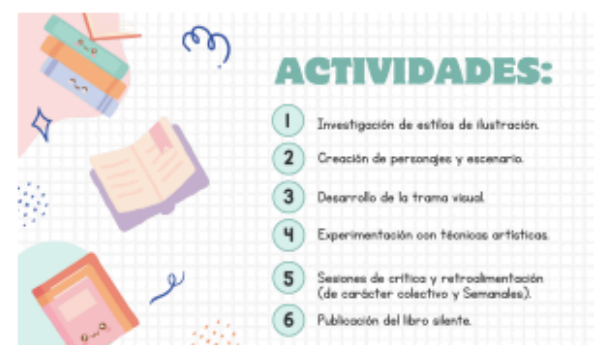 ACTIVIDADES:
1 Investigación de estilos de ilustración.
2 Creación de personajes y escenario.
3 Desarrollo de la trama visual.
4 Experimentación con técnicas artísticas.
5 Sesiones de crítica y retroalimentación
(de carácter colectivo y Semanales).
6 Publicación del libro silente.